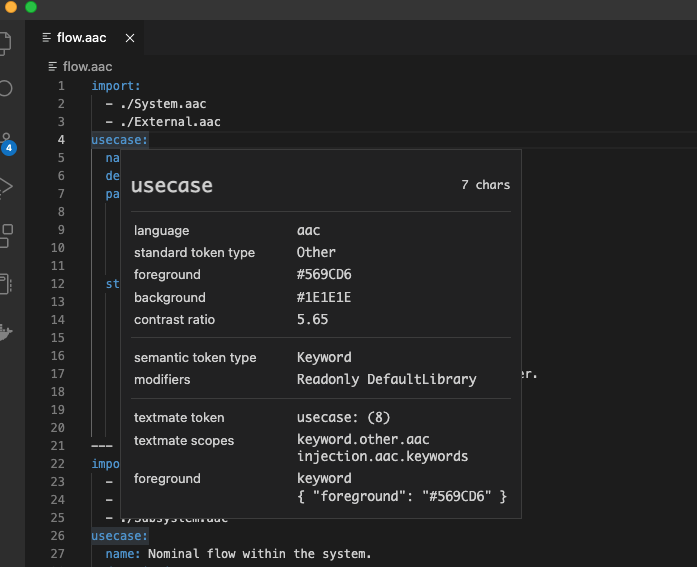 flow.aac
flow.aac
1 import:
2 - ./System.aac
3 - ./External.aac
4 usecase:
4
5 na
6 de
7 pa
usecase 7 chars
8
9
10
11
12 st
13
14
15
16
17 er.
18
19
20
language aac
standard token type Other
foreground #569CD6
background #1E1E1E
contrast ratio 5.65
semantic token type Keyword
modifiers Readonly DefaultLibrary
textmate token usecase: (8)
textmate scopes keyword.other.aac
injection.aac.keywords
foreground keyword
{ "foreground": "#569CD6" }
21 ---
22 impo
23 -
24 -
25 - ./Subsystem.aac
26 usecase:
27 name: Nominal flow within the system.